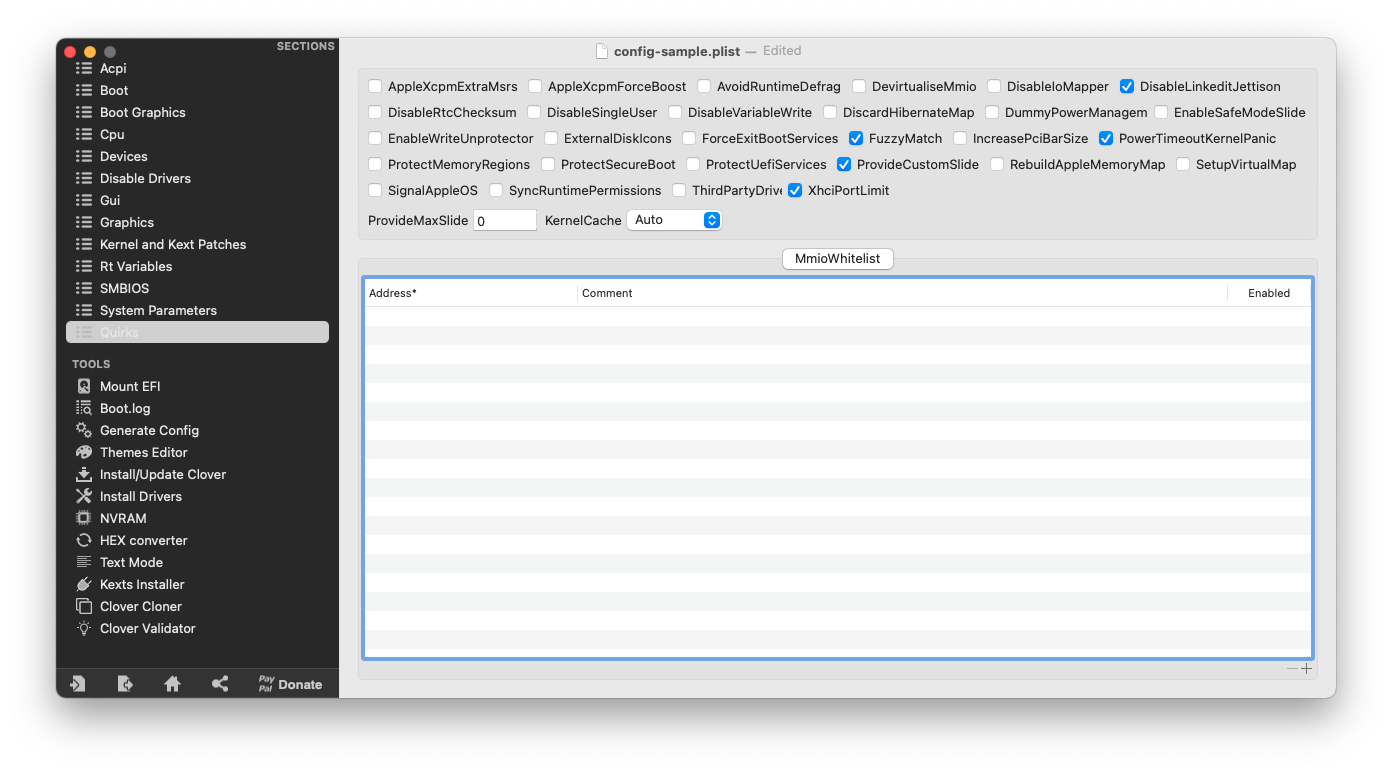 SECTIONS
Acpi
Boot
Boot Graphics
Cpu
Devices
Disable Drivers
Gui
Graphics
Kernel and Kext Patches
Rt Variables
SMBIOS
System Parameters
Quirks
TOOLS
Mount EFI
Boot.log
Generate Config
Themes Editor
Install/Update Clover
Install Drivers
NVRAM
HEX converter
Text Mode
Kexts Installer
Clover Cloner
Clover Validator
Pay Pal Donate
config-sample.plist — Edited
AppleXcpmExtraMsrs AppleXcpmForceBoost AvoidRuntimeDefrag DevirtualiseMmio DisableIoMapper DisableLinkeditJettison
DisableRtcChecksum DisableSingleUser DisableVariableWrite DiscardHibernateMap DummyPowerManagem EnableSafeModeSlide
EnableWriteUnprotector ExternalDiskIcons ForceExitBootServices FuzzyMatch IncreasePciBarSize PowerTimeoutKernelPanic
ProtectMemoryRegions ProtectSecureBoot ProtectUefiServices ProvideCustomSlide RebuildAppleMemoryMap SetupVirtualMap
SignalAppleOS SyncRuntimePermissions ThirdPartyDrive XhciPortLimit
ProvideMaxSlide 0 KernelCache Auto
MmioWhitelist
Address* Comment Enabled